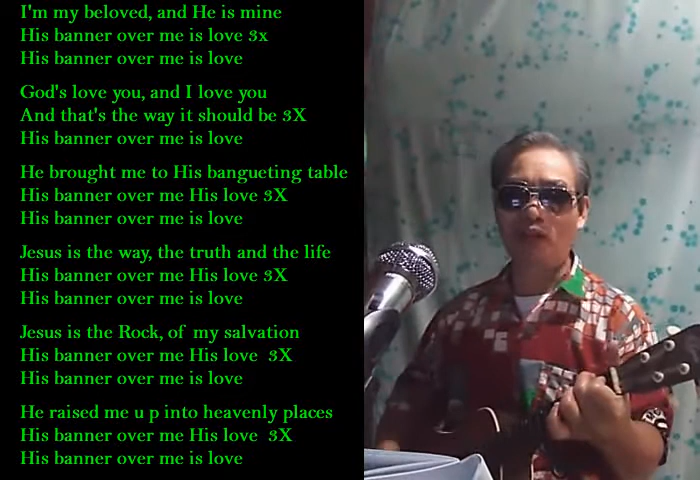 I'm my beloved, and He is mine
His banner over me is love 3x
His banner over me is love
God's love you, and I love you
And that's the way it should be 3X
His banner over me is love
He brought me to His bangueting table
His banner over me His love 3X
His banner over me is love
Jesus is the way, the truth and the life
His banner over me His love 3X
His banner over me is love
Jesus is the Rock, of my salvation
His banner over me His love 3X
His banner over me is love
He raised me u p into heavenly places
His banner over me His love 3X
His banner over me is love